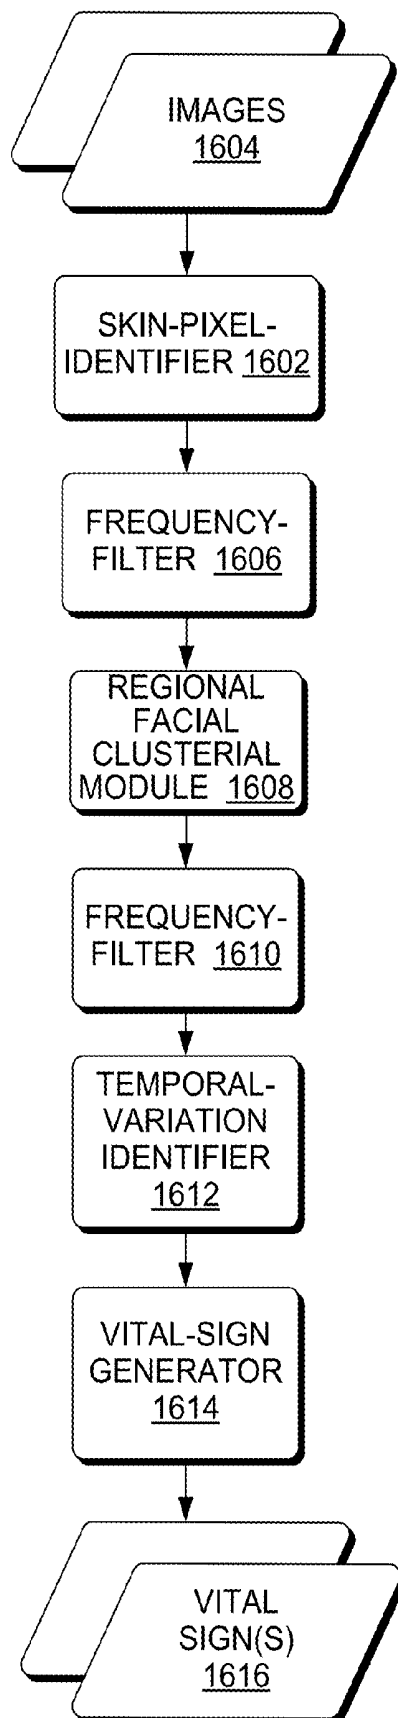 IMAGES
1604
SKIN-PIXEL-
IDENTIFIER 1602
FREQUENCY-
FILTER 1606
REGIONAL
FACIAL
CLUSTERIAL
MODULE 1608
FREQUENCY-
FILTER 1610
TEMPORAL-
VARIATION
IDENTIFIER
1612
VITAL-SIGN
GENERATOR
1614
VITAL
SIGN(S)
1616